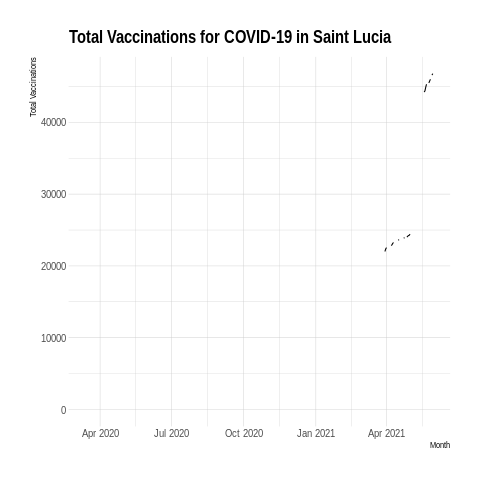 Total Vaccinations for COVID-19 in Saint Lucia
Total Vaccinations
40000
30000
20000
10000
0
Apr 2020 Jul 2020 Oct 2020 Jan 2021 Apr 2021
Month